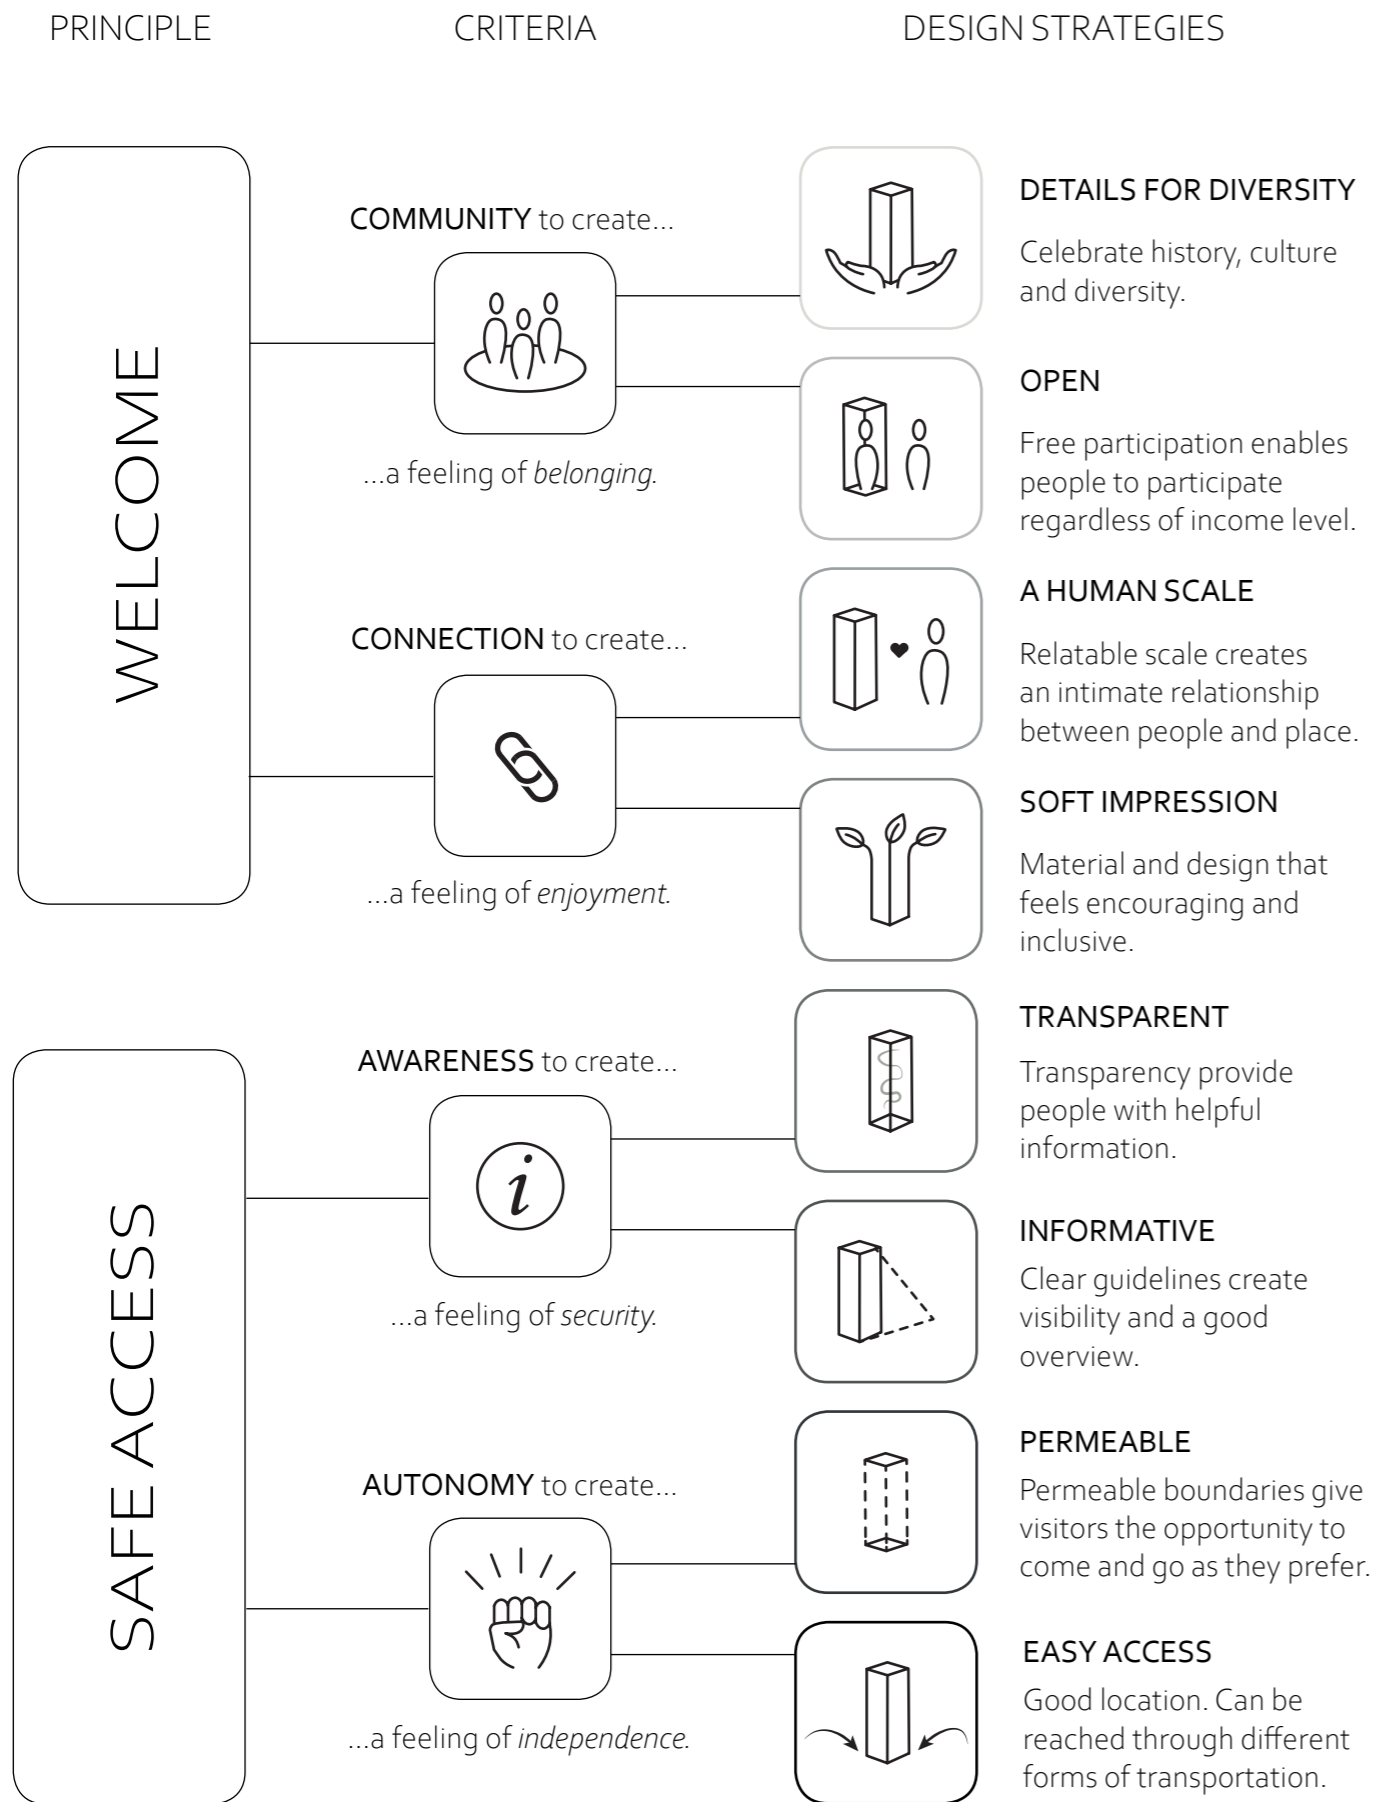 PRINCIPLE
CRITERIA
DESIGN STRATEGIES
WELCOME
COMMUNITY to create...
...a feeling of belonging.
DETAILS FOR DIVERSITY
Celebrate history, culture
and diversity.
OPEN
Free participation enables
people to participate
regardless of income level.
CONNECTION to create...
...a feeling of enjoyment.
A HUMAN SCALE
Relatable scale creates
an intimate relationship
between people and place.
SOFT IMPRESSION
Material and design that
feels encouraging and
inclusive.
SAFE ACCESS
AWARENESS to create...
i
...a feeling of security.
TRANSPARENT
Transparency provide
people with helpful
information.
INFORMATIVE
Clear guidelines create
visibility and a good
overview.
AUTONOMY to create...
...a feeling of independence.
PERMEABLE
Permeable boundaries give
visitors the opportunity to
come and go as they prefer.
EASY ACCESS
Good location. Can be
reached through different
forms of transportation.